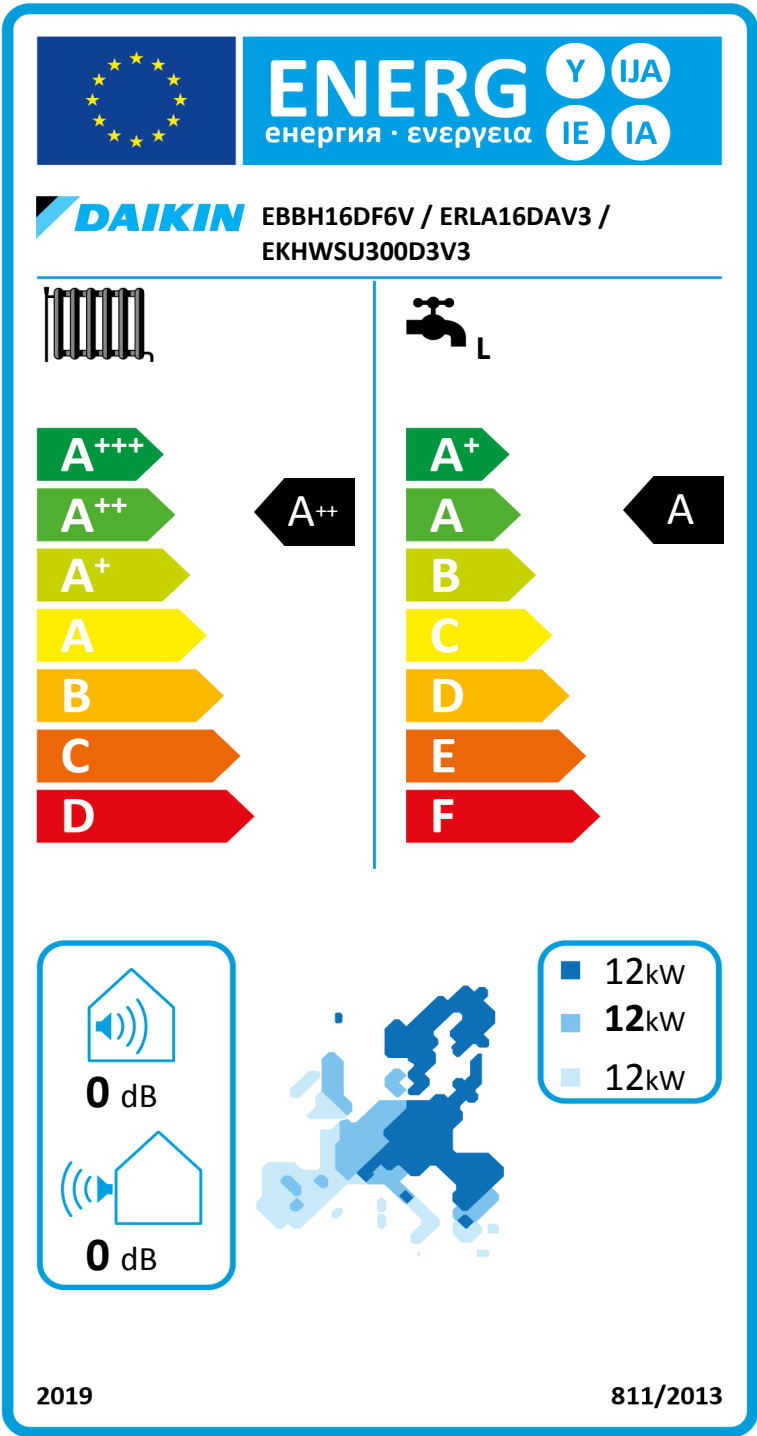 ENERG
Y
IJA
енергия · ενεργεια
IE
IA
DAIKIN
EBBH16DF6V / ERLA16DAV3 /
EKHWSU300D3V3
L
A+++
A++
A+
A
B
C
D
A++
A+
A
B
C
D
E
F
A
0 dB
0 dB
12kW
12kW
12kW
2019
811/2013